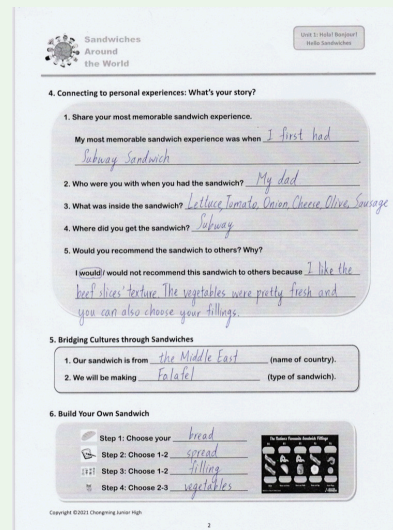 Sandwiches
Around
the World
Unit 1: Hola! Bonjour!
Hello Sandwiches
4. Connecting to personal experiences: What's your story?
1. Share your most memorable sandwich experience.
My most memorable sandwich experience was when I first had
Subway Sandwich.
2. Who were you with when you had the sandwich? My dad
3. What was inside the sandwich? Lettuce, Tomato, Onion, Cheese, Olive, Sausage
4. Where did you get the sandwich? Subway
5. Would you recommend the sandwich to others? Why?
I would / would not recommend this sandwich to others because I like the
beef slices' texture. The vegetables were pretty fresh and
you can also choose your fillings.
5. Bridging Cultures through Sandwiches
1. Our sandwich is from the Middle East (name of country).
2. We will be making Falafel (type of sandwich).
6. Build Your Own Sandwich
Step 1: Choose your bread
Step 2: Choose 1-2 spread
Step 3: Choose 1-2 filling
Step 4: Choose 2-3 vegetables
Copyright ©2021 Chongming Junior High
2